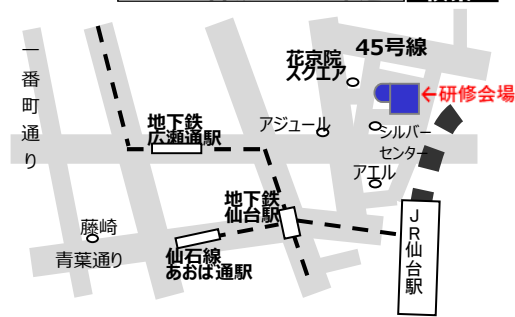 一番町通り
45号線
花京院
スクエア
←研修会場
地下鉄
広瀬通駅
アジュール
シルバー
センター
アエル
地下鉄
仙台駅
JR仙台駅
藤崎
青葉通り
仙石線
あおば通駅